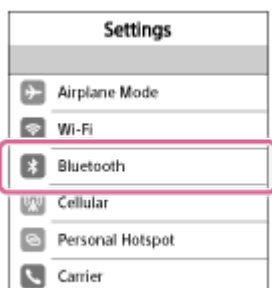 Settings
Airplane Mode
Wi-Fi
Bluetooth
Cellular
Personal Hotspot
Carrier